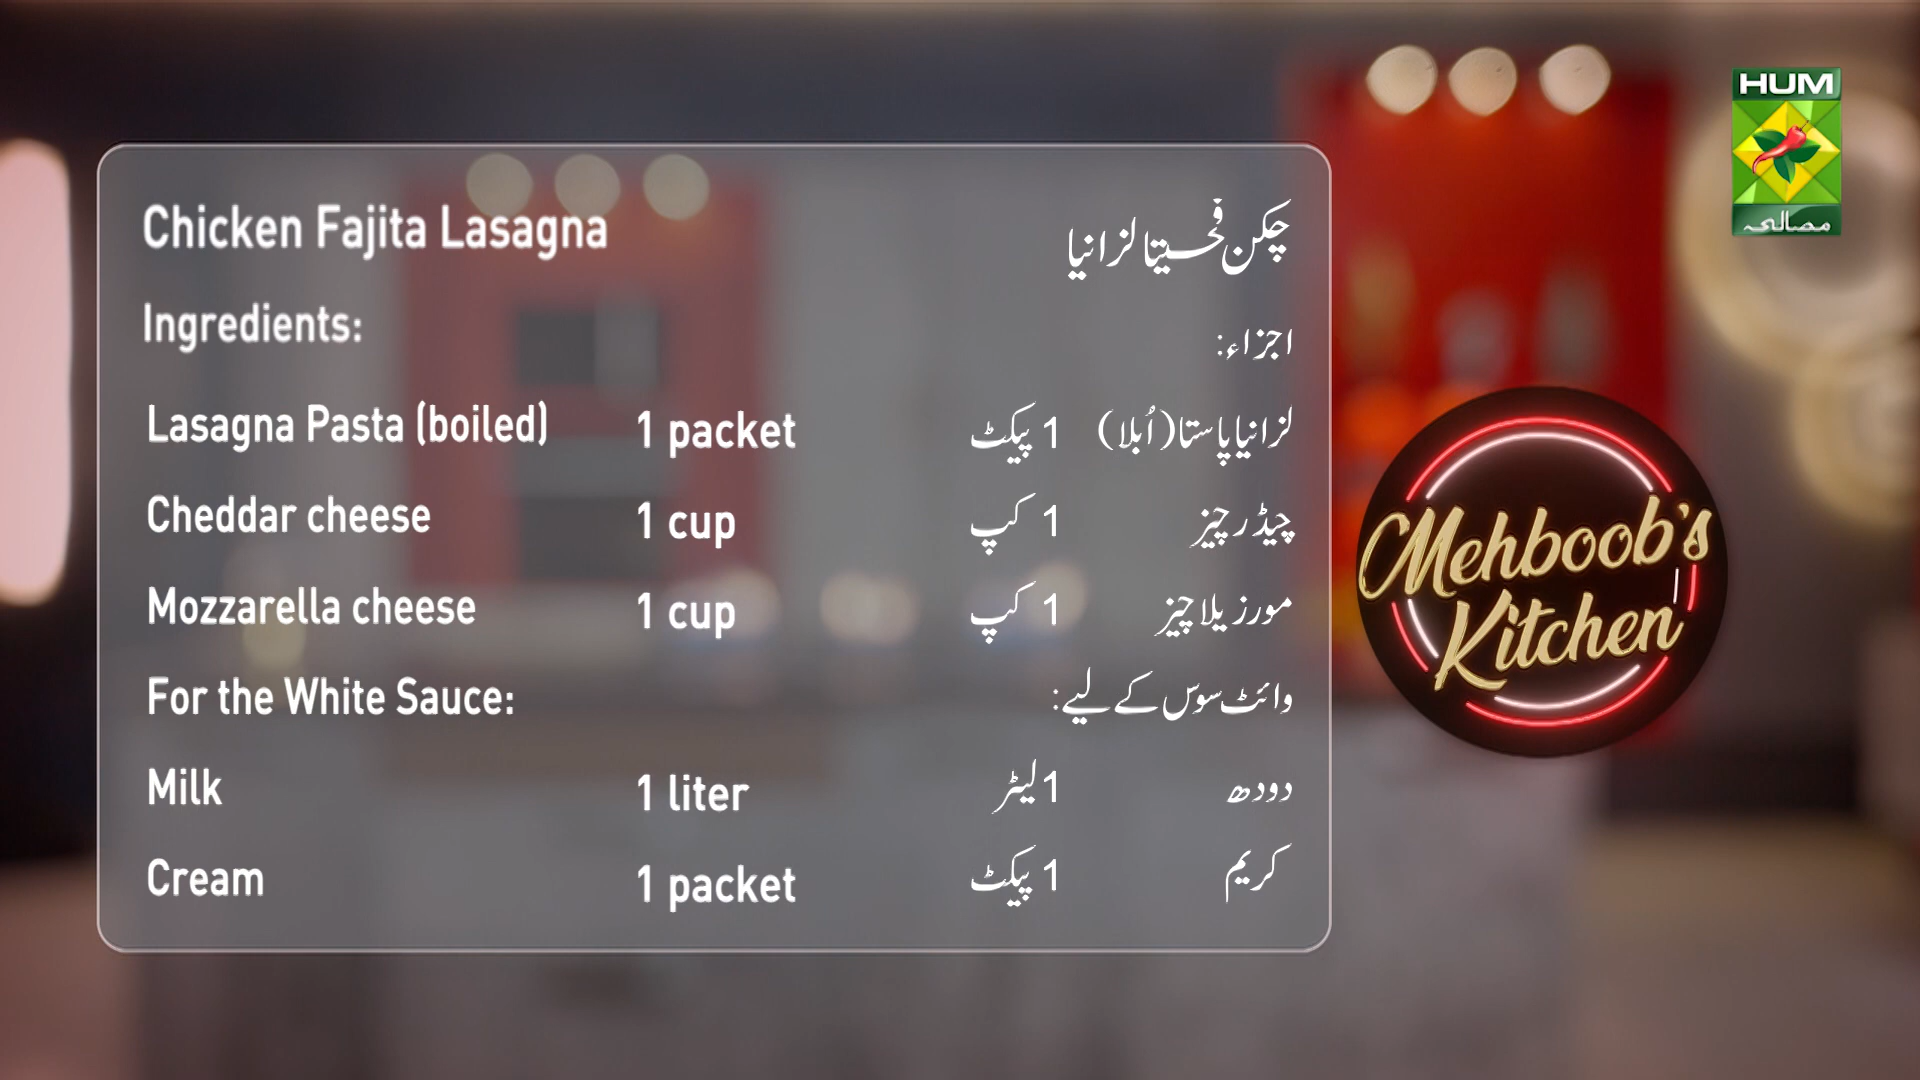 HUM
مصالحہ
Chicken Fajita Lasagna چکن فجیتا لزانیا
Ingredients: اجزاء:
Lasagna Pasta (boiled) 1 packet لزانیا پاستا (اُبلا) 1 پیکٹ
Cheddar cheese 1 cup چیڈر چیز 1 کپ
Mozzarella cheese 1 cup موزریلا چیز 1 کپ
For the White Sauce: وائٹ سوس کے لیے:
Milk 1 liter دودھ 1 لیٹر
Cream 1 packet کریم 1 پیکٹ
Mehboob's
Kitchen